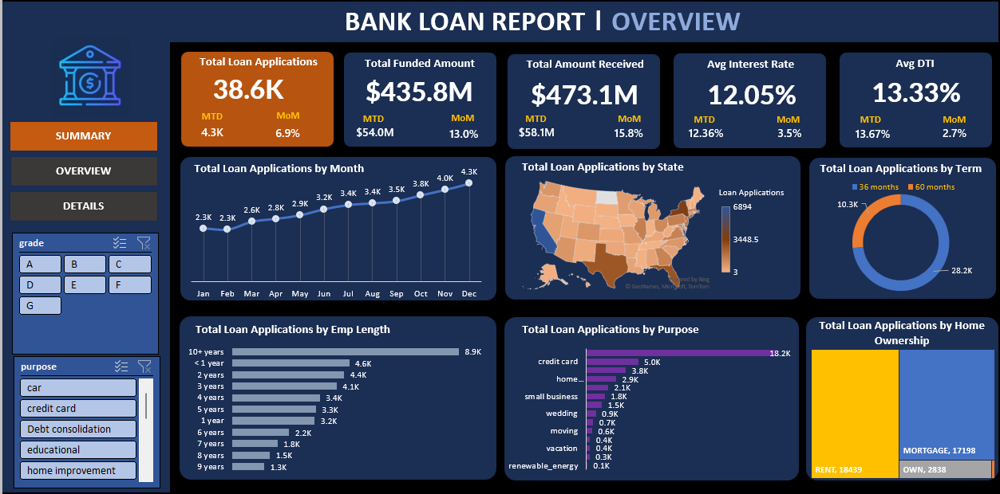 BANK LOAN REPORT | OVERVIEW
SUMMARY
OVERVIEW
DETAILS
grade
A B C
D E F
G
purpose
car
credit card
Debt consolidation
educational
home improvement
Total Loan Applications
38.6K
MTD MoM
4.3K 6.9%
Total Funded Amount
$435.8M
MTD MoM
$54.0M 13.0%
Total Amount Received
$473.1M
MTD MoM
$58.1M 15.8%
Avg Interest Rate
12.05%
MTD MoM
12.36% 3.5%
Avg DTI
13.33%
MTD MoM
13.67% 2.7%
Total Loan Applications by Month
2.3K 2.3K 2.6K 2.8K 2.9K 3.2K 3.4K 3.4K 3.5K 3.8K 4.0K 4.3K
Jan Feb Mar Apr May Jun Jul Aug Sep Oct Nov Dec
Total Loan Applications by State
Loan Applications
6894
3448.5
3
by Bing
© GeoNames, Microsoft, TomTom
Total Loan Applications by Term
36 months 60 months
10.3K
28.2K
Total Loan Applications by Emp Length
10+ years 8.9K
< 1 year 4.6K
2 years 4.4K
3 years 4.1K
4 years 3.4K
5 years 3.3K
1 year 3.2K
6 years 2.2K
7 years 1.8K
8 years 1.5K
9 years 1.3K
Total Loan Applications by Purpose
18.2K
credit card 5.0K
3.8K
home... 2.9K
2.1K
small business 1.8K
1.5K
wedding 0.9K
0.7K
moving 0.6K
0.4K
vacation 0.4K
0.3K
renewable_energy 0.1K
Total Loan Applications by Home
Ownership
RENT, 18439
MORTGAGE, 17198
OWN, 2838